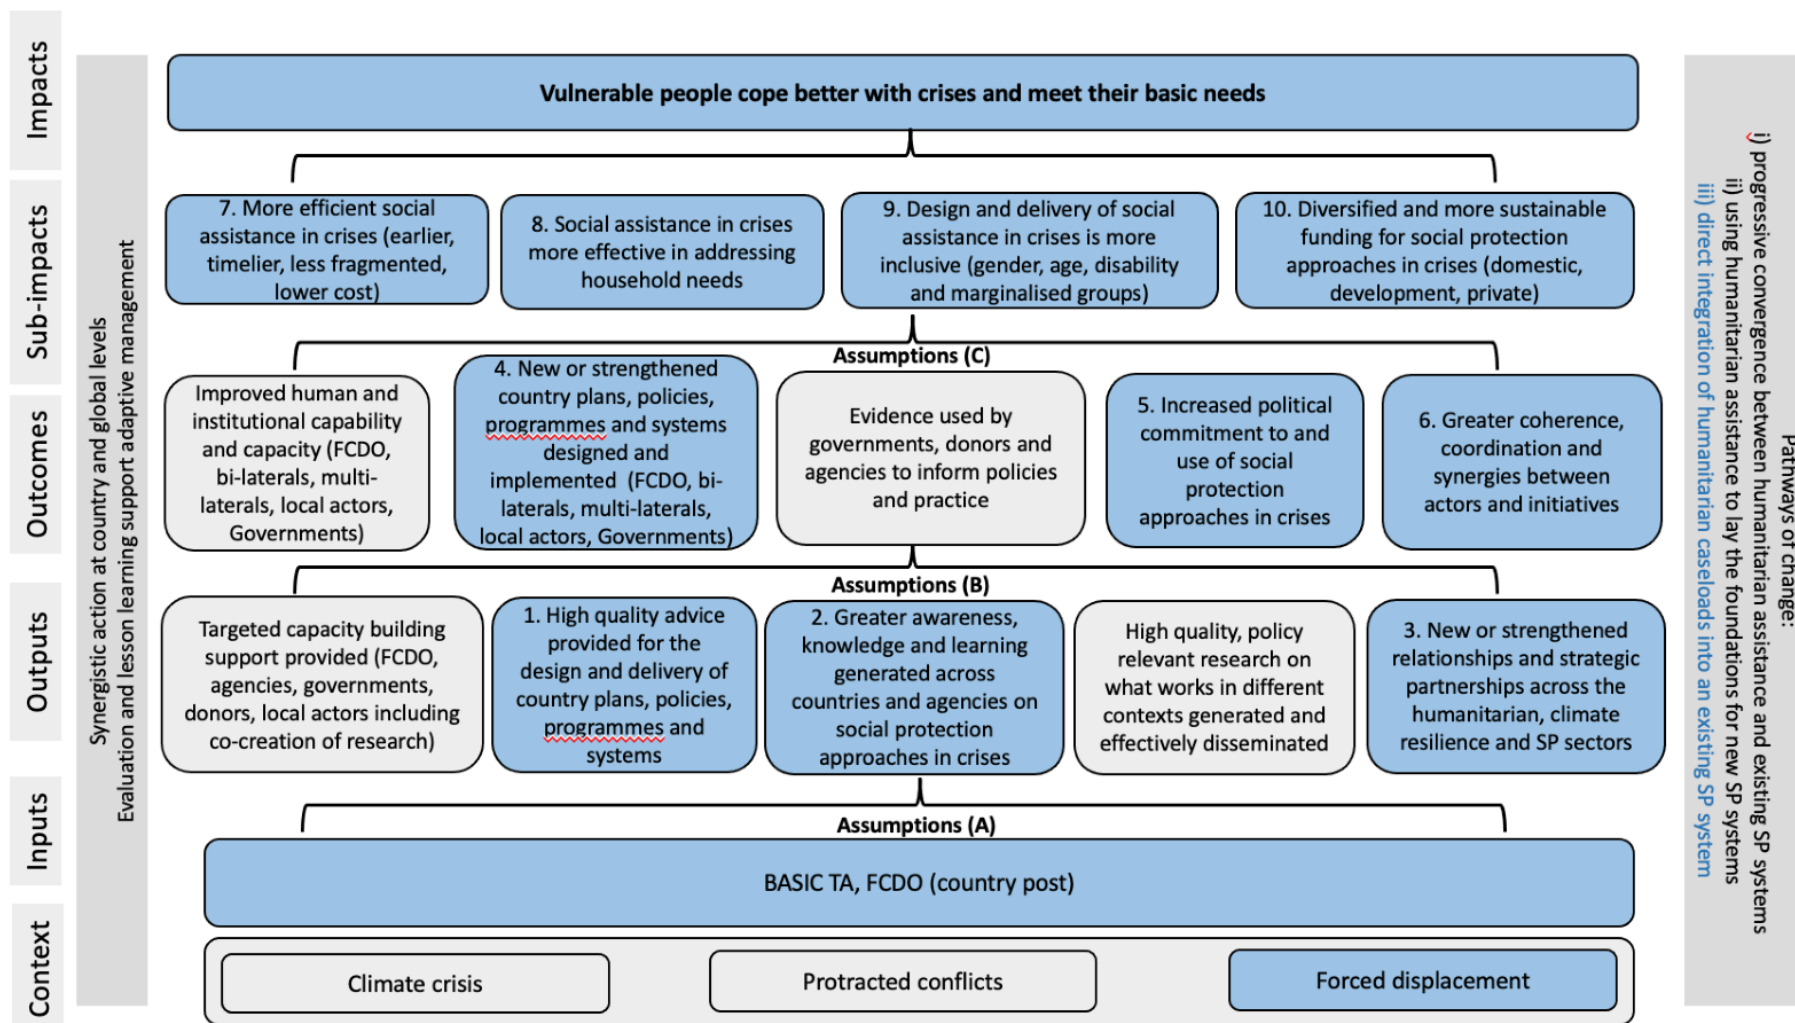 Impacts
Vulnerable people cope better with crises and meet their basic needs
Sub-impacts
7. More efficient social
assistance in crises (earlier,
timelier, less fragmented,
lower cost)
8. Social assistance in crises
more effective in addressing
household needs
9. Design and delivery of social
assistance in crises is more
inclusive (gender, age, disability
and marginalised groups)
10. Diversified and more sustainable
funding for social protection
approaches in crises (domestic,
development, private)
Assumptions (C)
Outcomes
Improved human and
institutional capability
and capacity (FCDO,
bi-laterals, multi-
laterals, local actors,
Governments)
4. New or strengthened
country plans, policies,
programmes and systems
designed and
implemented (FCDO, bi-
laterals, multi-laterals,
local actors, Governments)
Evidence used by
governments, donors and
agencies to inform policies
and practice
5. Increased political
commitment to and
use of social
protection
approaches in crises
6. Greater coherence,
coordination and
synergies between
actors and initiatives
Assumptions (B)
Outputs
Targeted capacity building
support provided (FCDO,
agencies, governments,
donors, local actors including
co-creation of research)
1. High quality advice
provided for the
design and delivery of
country plans, policies,
programmes and
systems
2. Greater awareness,
knowledge and learning
generated across
countries and agencies on
social protection
approaches in crises
High quality, policy
relevant research on
what works in different
contexts generated and
effectively disseminated
3. New or strengthened
relationships and strategic
partnerships across the
humanitarian, climate
resilience and SP sectors
Assumptions (A)
Inputs
BASIC TA, FCDO (country post)
Context
Climate crisis
Protracted conflicts
Forced displacement
Synergistic action at country and global levels
Evaluation and lesson learning support adaptive management
Pathways of change:
i) progressive convergence between humanitarian assistance and existing SP systems
ii) using humanitarian assistance to lay the foundations for new SP systems
iii) direct integration of humanitarian caseloads into an existing SP system